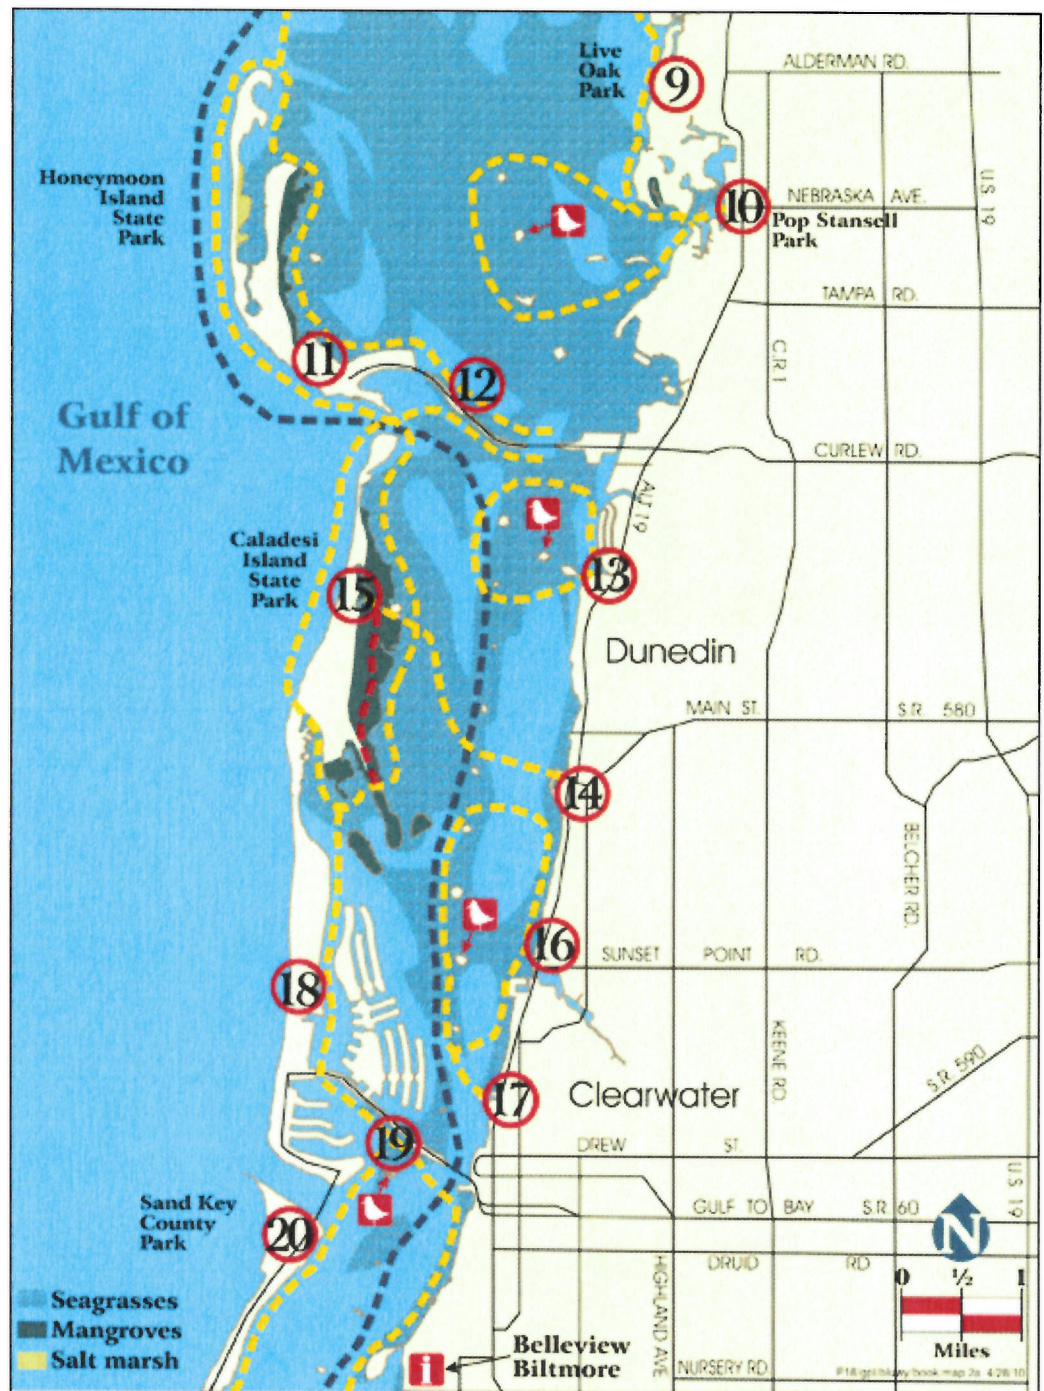 Live
Oak
Park
9
ALDERMAN RD.
Honeymoon
Island
State
Park
U S 19
10
NEBRASKA AVE.
Pop Stansell
Park
TAMPA RD.
11
12
C.R 1
Gulf of
Mexico
CURLEW RD.
ALT 19
Caladesi
Island
State
Park
13
15
Dunedin
MAIN ST.
S.R. 580
14
BELCHER RD.
16
SUNSET POINT RD.
18
KEENE RD.
S.R. 590
17
Clearwater
19
DREW ST.
U S 19
Sand Key
County
Park
20
GULF TO BAY S.R. 60
N
DRUID RD
HIGHLAND AVE
0 ½ 1
Miles
Seagrasses
Mangroves
Salt marsh
i
Belleview
Biltmore
NURSERY RD.